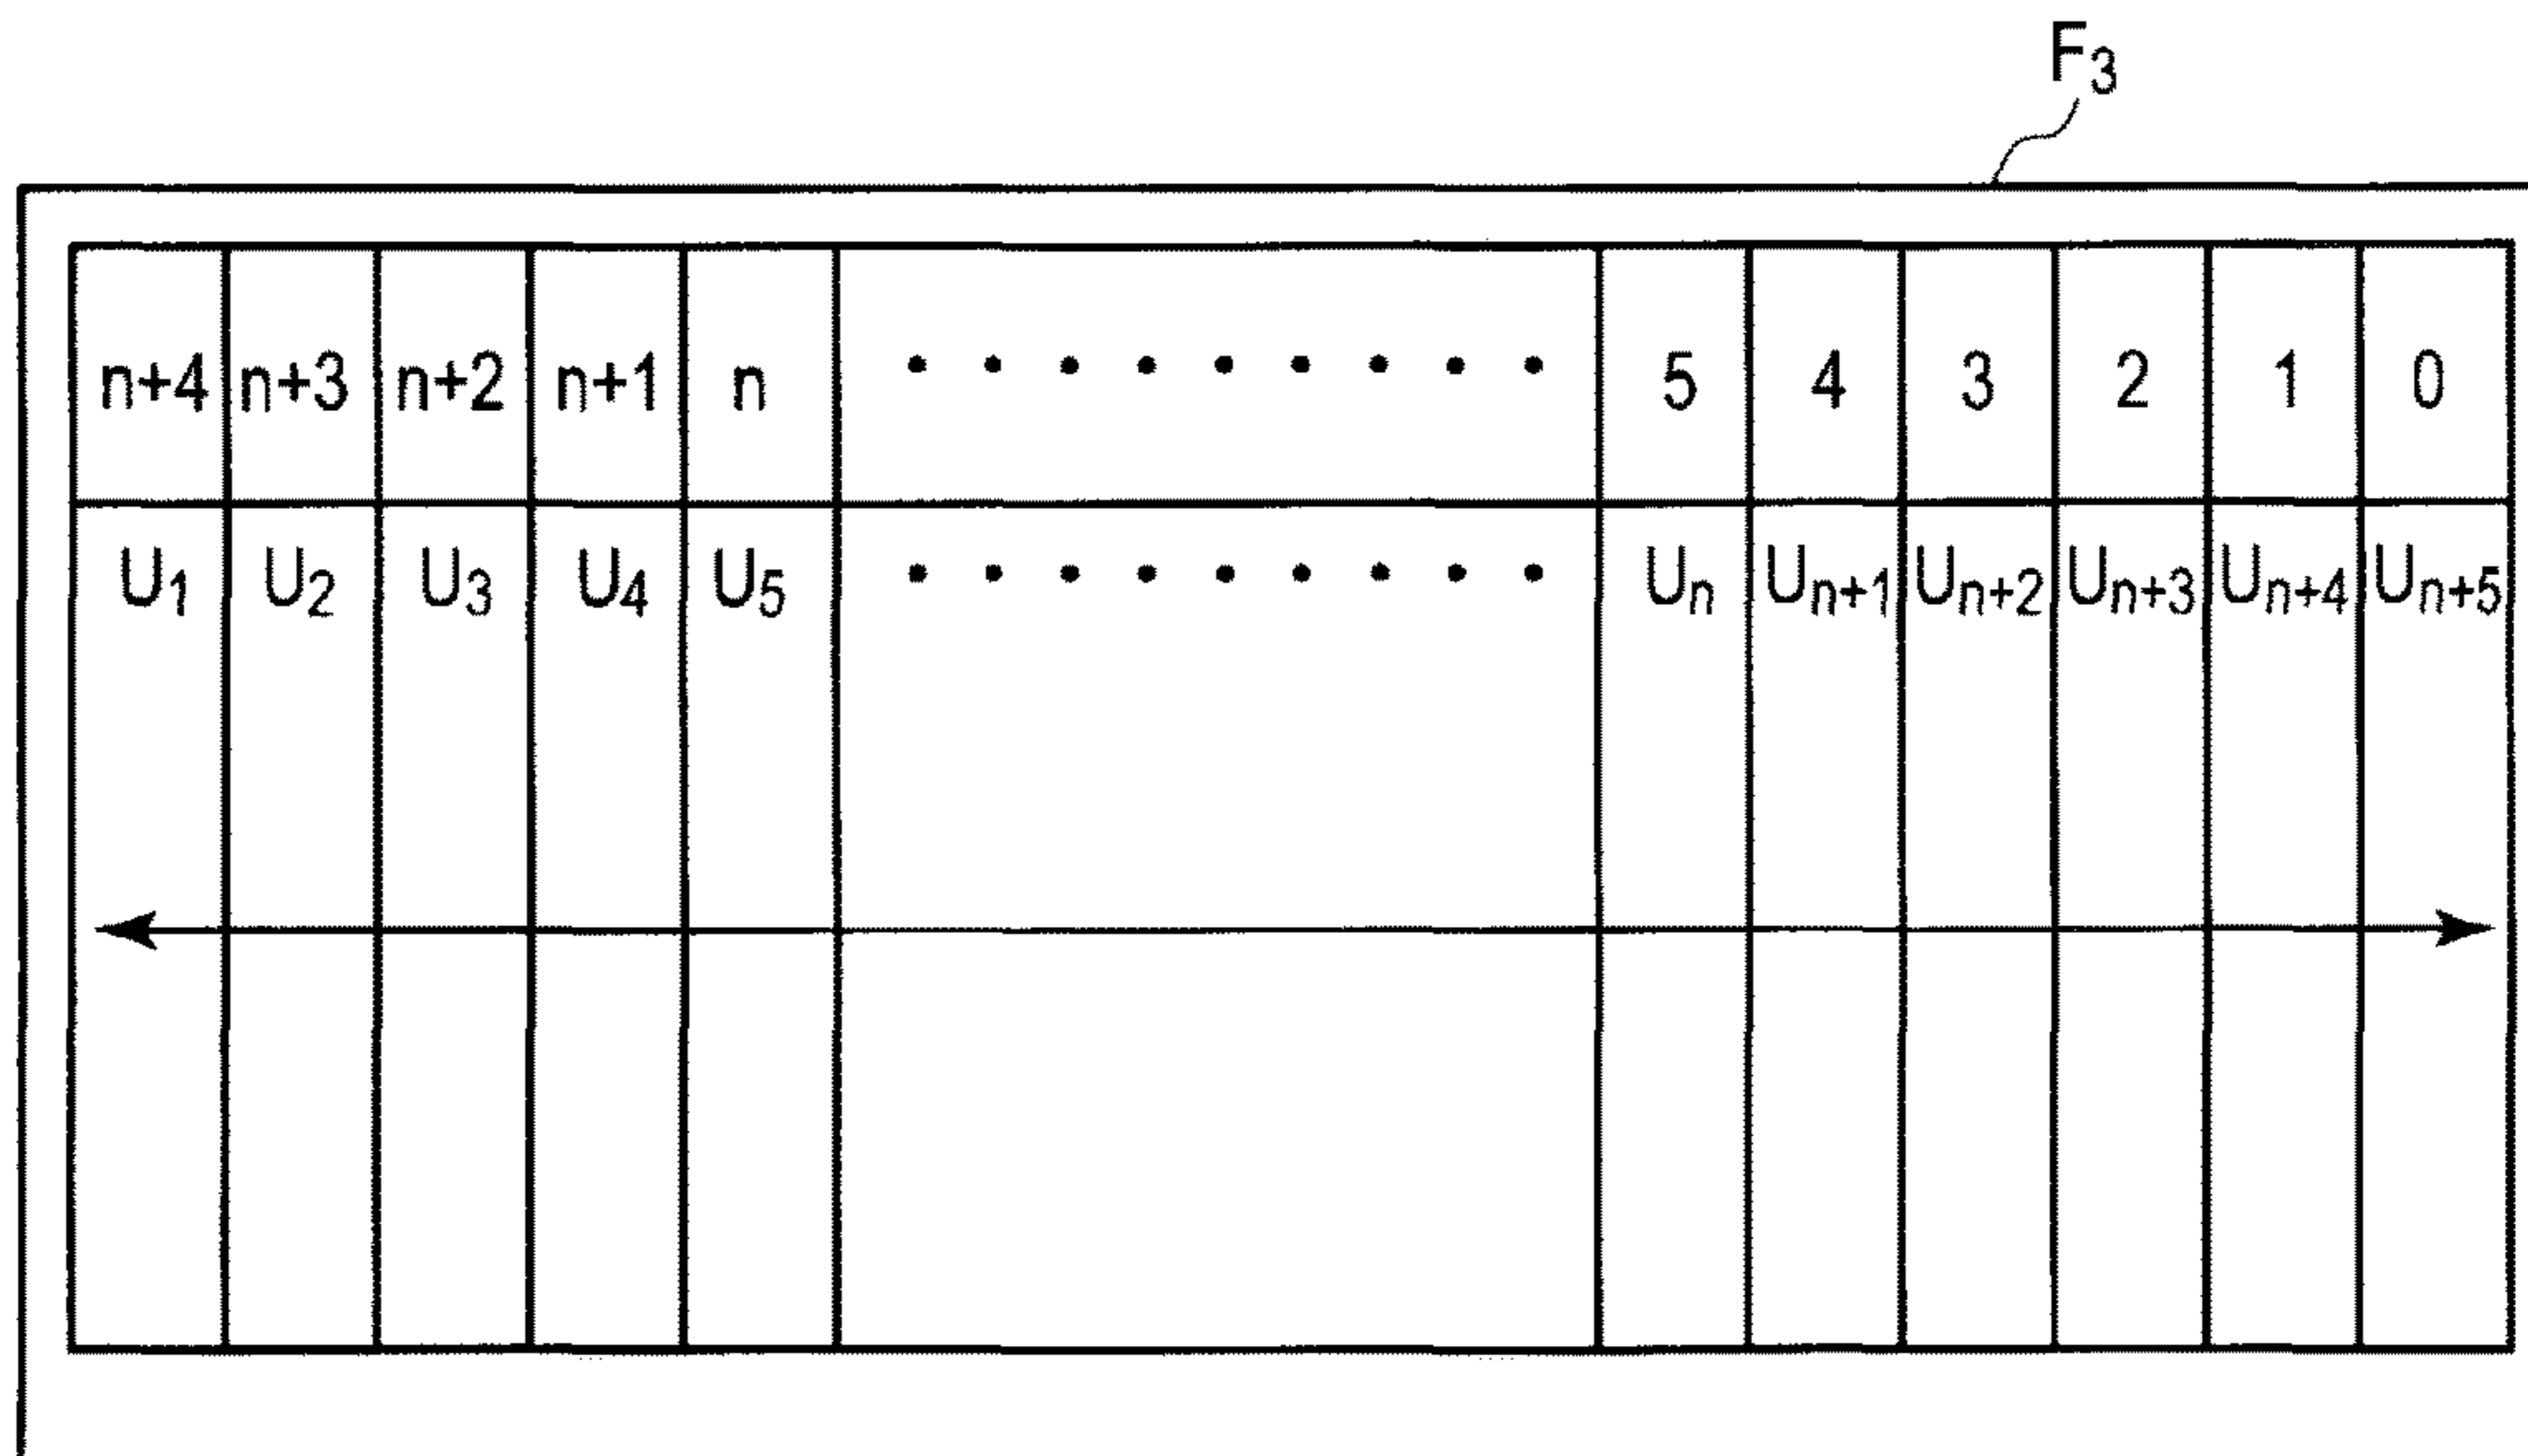 F₃
n+4 n+3 n+2 n+1 n ......... 5 4 3 2 1 0
U₁ U₂ U₃ U₄ U₅ ......... Uₙ Uₙ₊₁ Uₙ₊₂ Uₙ₊₃ Uₙ₊₄ Uₙ₊₅